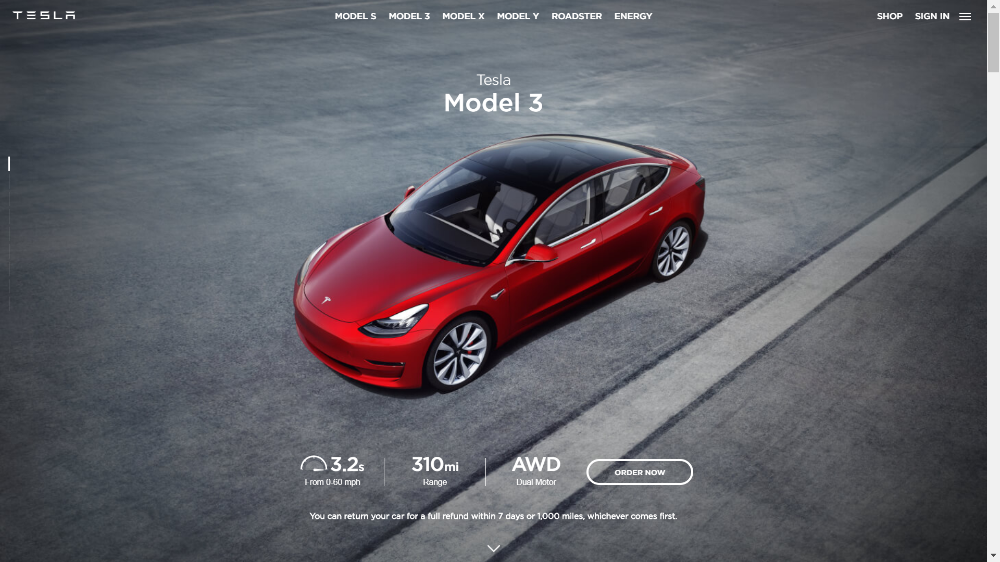 TESLA
MODEL S MODEL 3 MODEL X MODEL Y ROADSTER ENERGY
SHOP SIGN IN
Tesla
Model 3
3.2s
From 0-60 mph
310mi
Range
AWD
Dual Motor
ORDER NOW
You can return your car for a full refund within 7 days or 1,000 miles, whichever comes first.